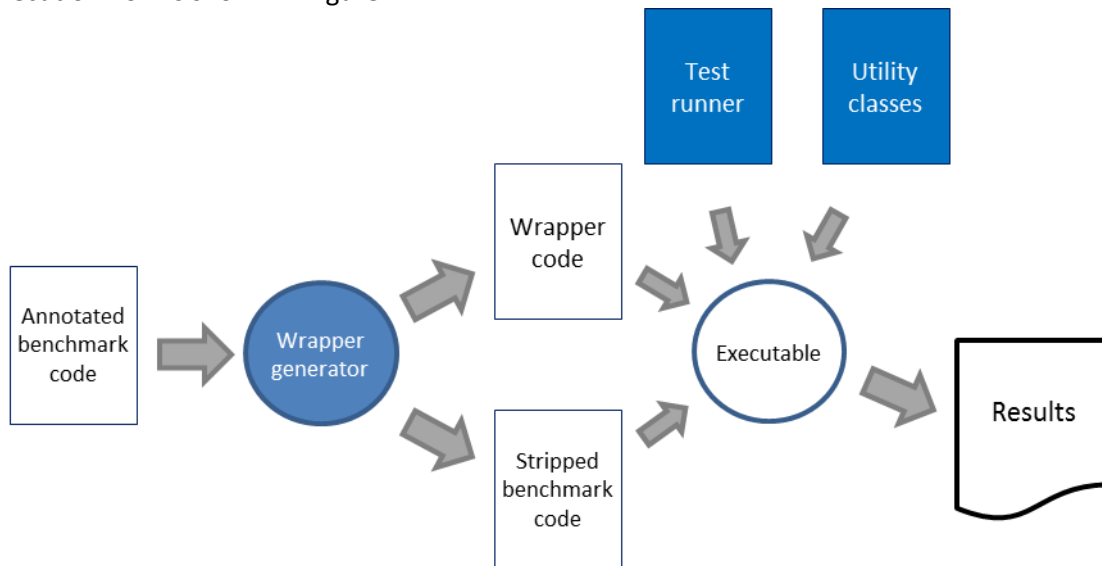 Test
runner
Utility
classes
Wrapper
code
Annotated
benchmark
code
Wrapper
generator
Executable
Results
Stripped
benchmark
code